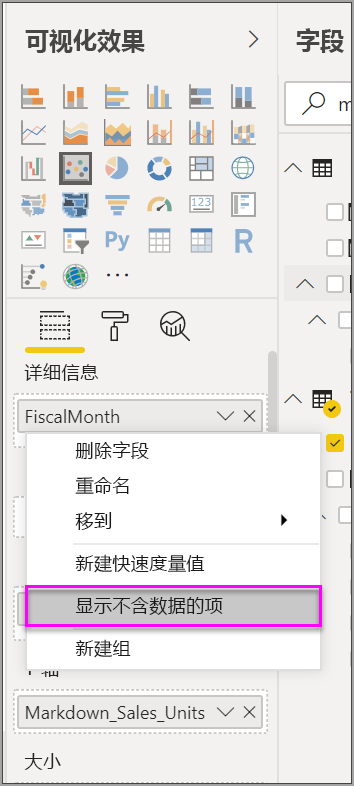 可视化效果
字段
m
123
Py
R
详细信息
FiscalMonth
删除字段
重命名
移到
新建快速度量值
显示不含数据的项
新建组
Markdown_Sales_Units
大小